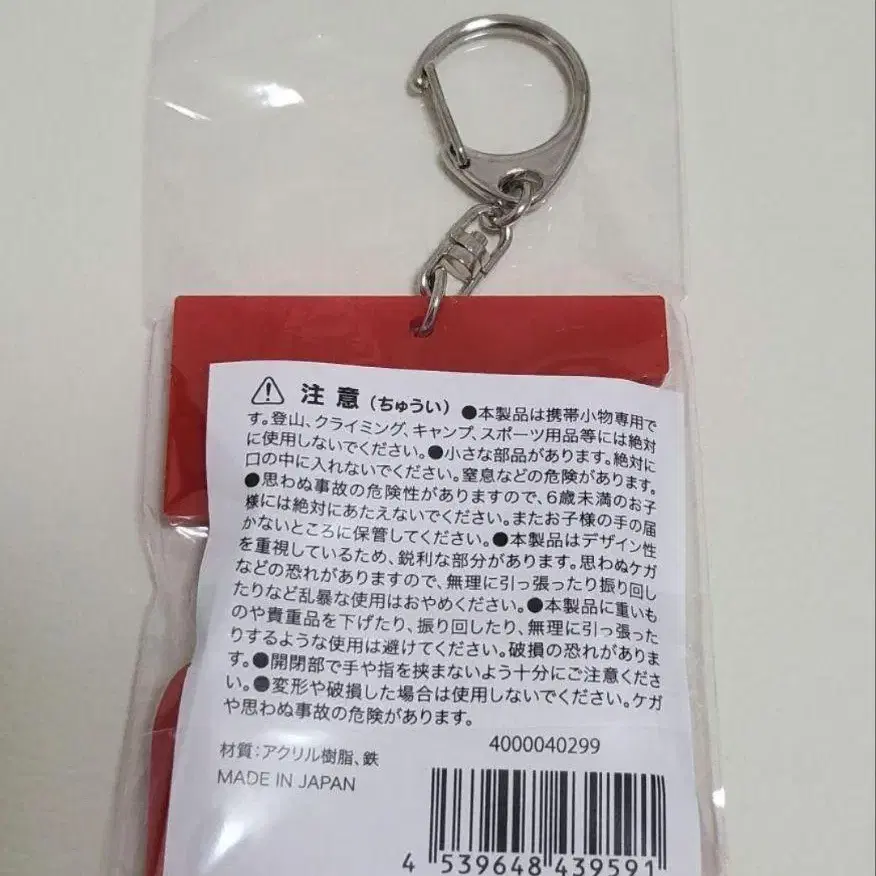 注意（ちゅうい）●本製品は携帯小物専用で
す。登山、クライミング、キャンプ、スポーツ用品等には絶対
に使用しないでください。●小さな部品があります。絶対に
口の中に入れないでください。窒息などの危険があります。
●思わぬ事故の危険性がありますので、6歳未満のお子
様には絶対にあたえないでください。またお子様の手の届
かないところに保管してください。●本製品はデザイン性
を重視しているため、鋭利な部分があります。思わぬケガ
などの恐れがありますので、無理に引っ張ったり振り回し
たりなど乱暴な使用はおやめください。●本製品に重いも
のや貴重品を下げたり、振り回したり、無理に引っ張った
りするような使用は避けてください。破損の恐れがありま
す。●開閉部で手や指を挟まないよう十分にご注意くださ
い。●変形や破損した場合は使用しないでください。ケガ
や思わぬ事故の危険があります。
材質:アクリル樹脂、鉄
MADE IN JAPAN
4000040299
4 539648 439591